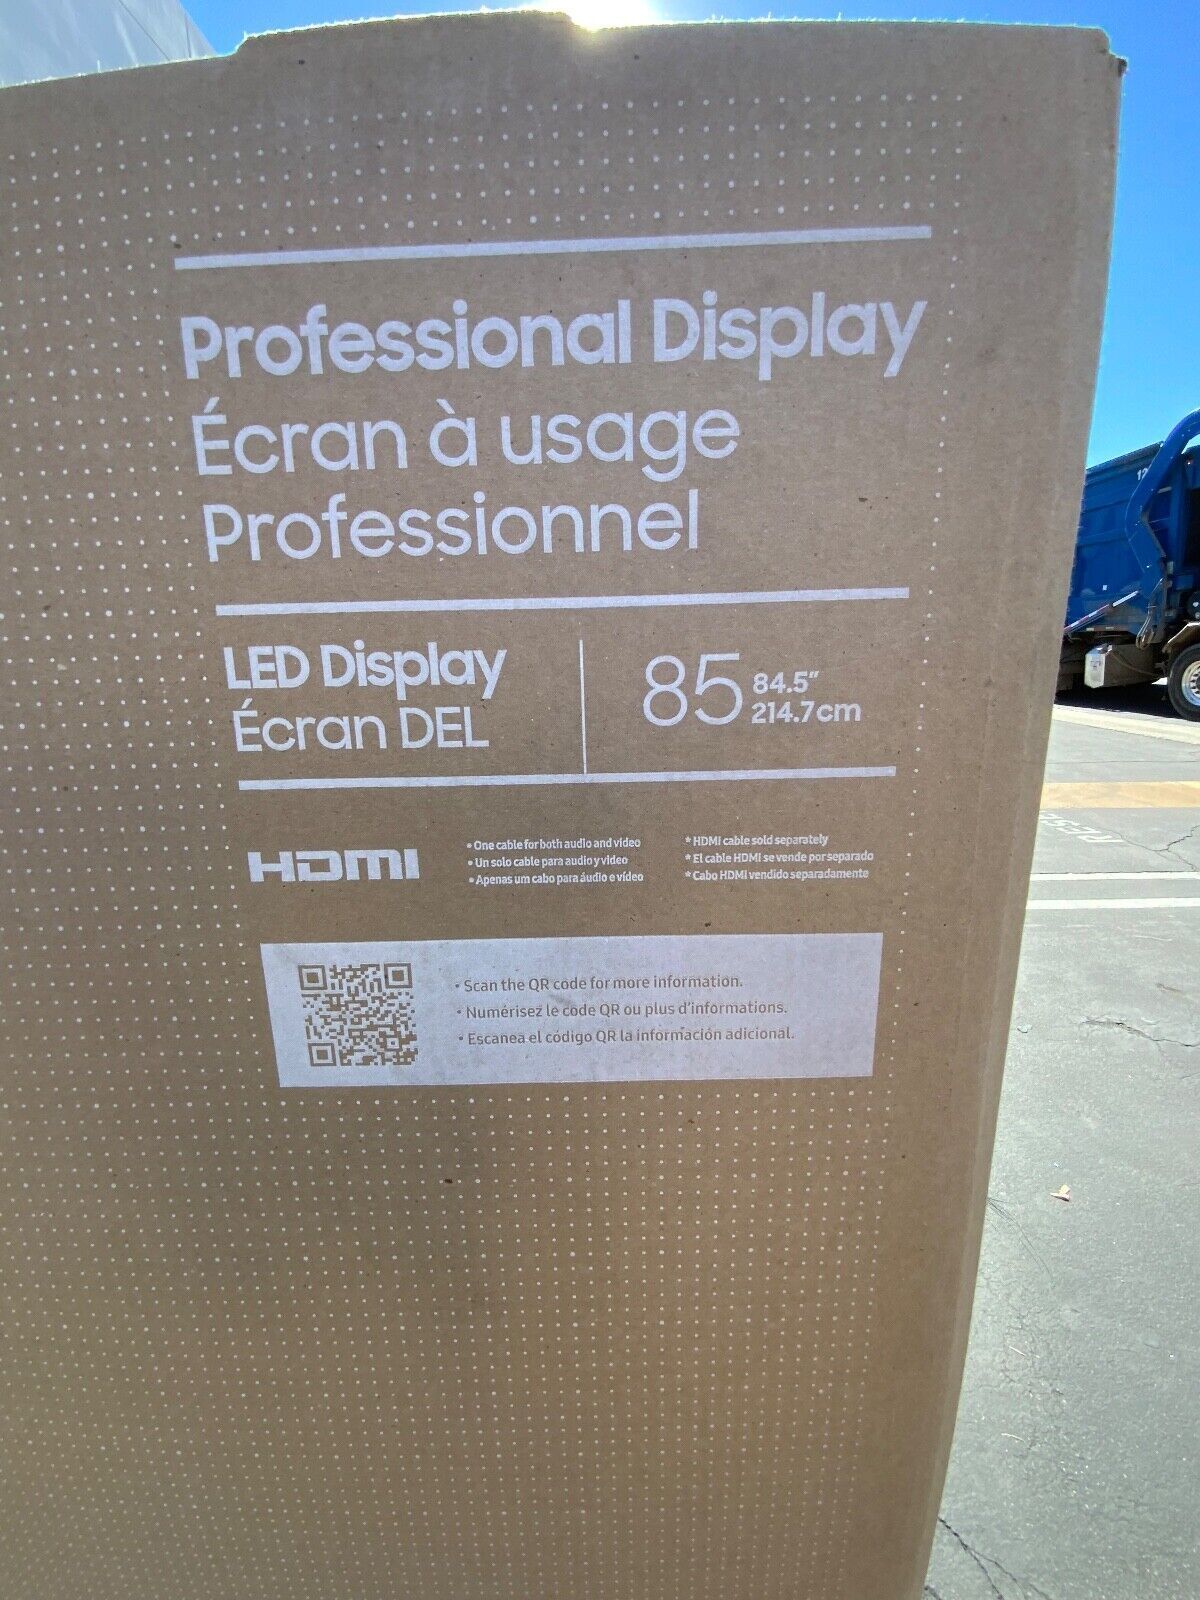 Professional Display
Écran à usage
Professionnel
LED Display
Écran DEL
85
84.5"
214.7cm
HDMI
• One cable for both audio and video
• Un solo cable para audio y video
• Apenas um cabo para áudio e vídeo
* HDMI cable sold separately
* El cable HDMI se vende por separado
* Cabo HDMI vendido separadamente
• Scan the QR code for more information.
• Numérisez le code QR ou plus d'informations.
• Escanea el código QR la información adicional.